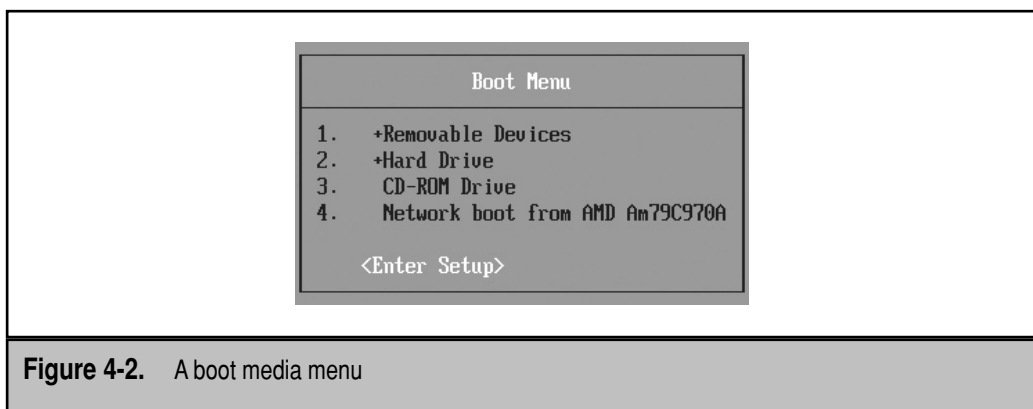 Boot Menu
1. +Removable Devices
2. +Hard Drive
3. CD-ROM Drive
4. Network boot from AMD Am79C970A
<Enter Setup>
Figure 4-2. A boot media menu